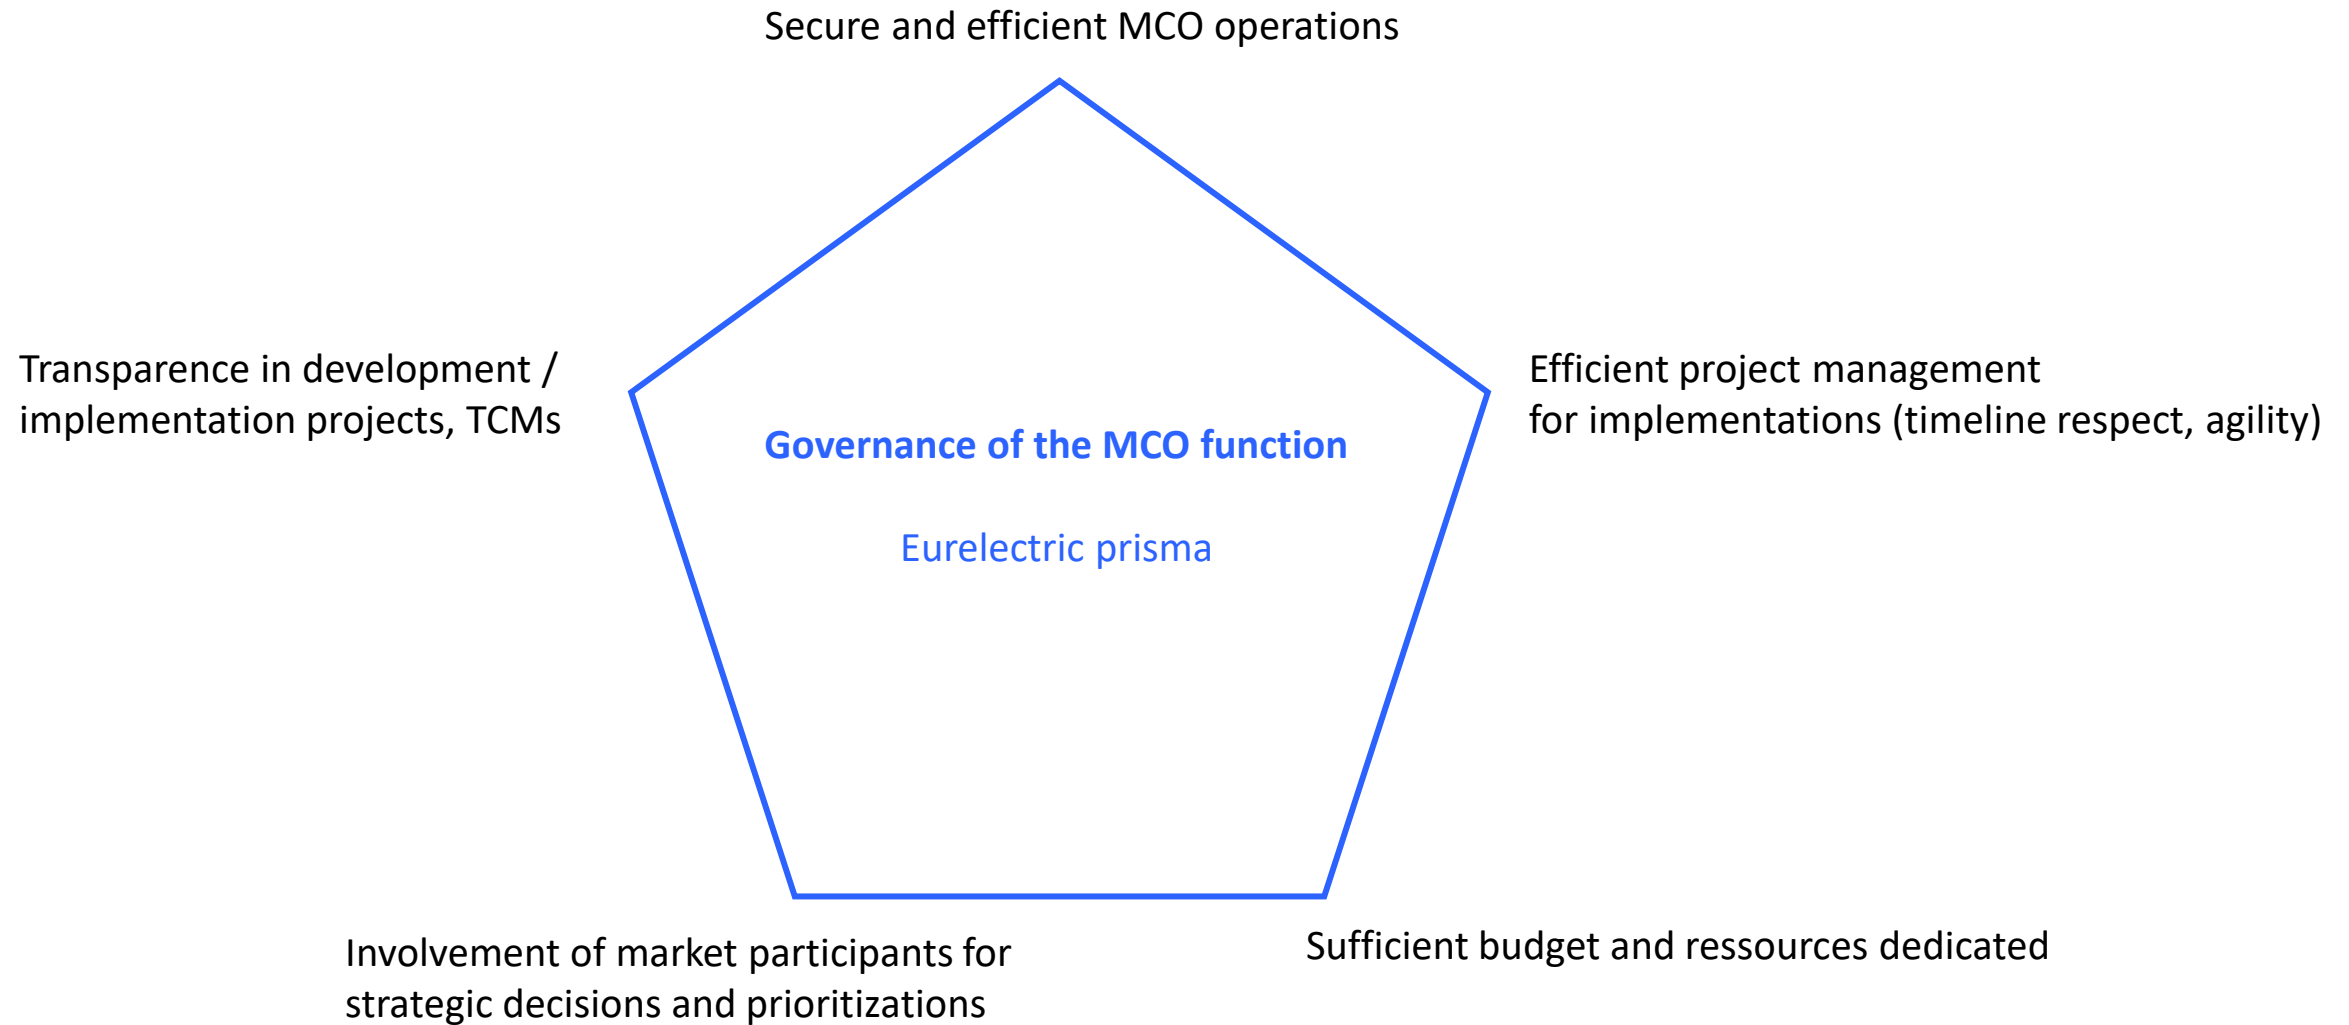 Secure and efficient MCO operations
Transparence in development /
implementation projects, TCMs
Efficient project management
for implementations (timeline respect, agility)
Governance of the MCO function
Eurelectric prisma
Involvement of market participants for
strategic decisions and prioritizations
Sufficient budget and ressources dedicated